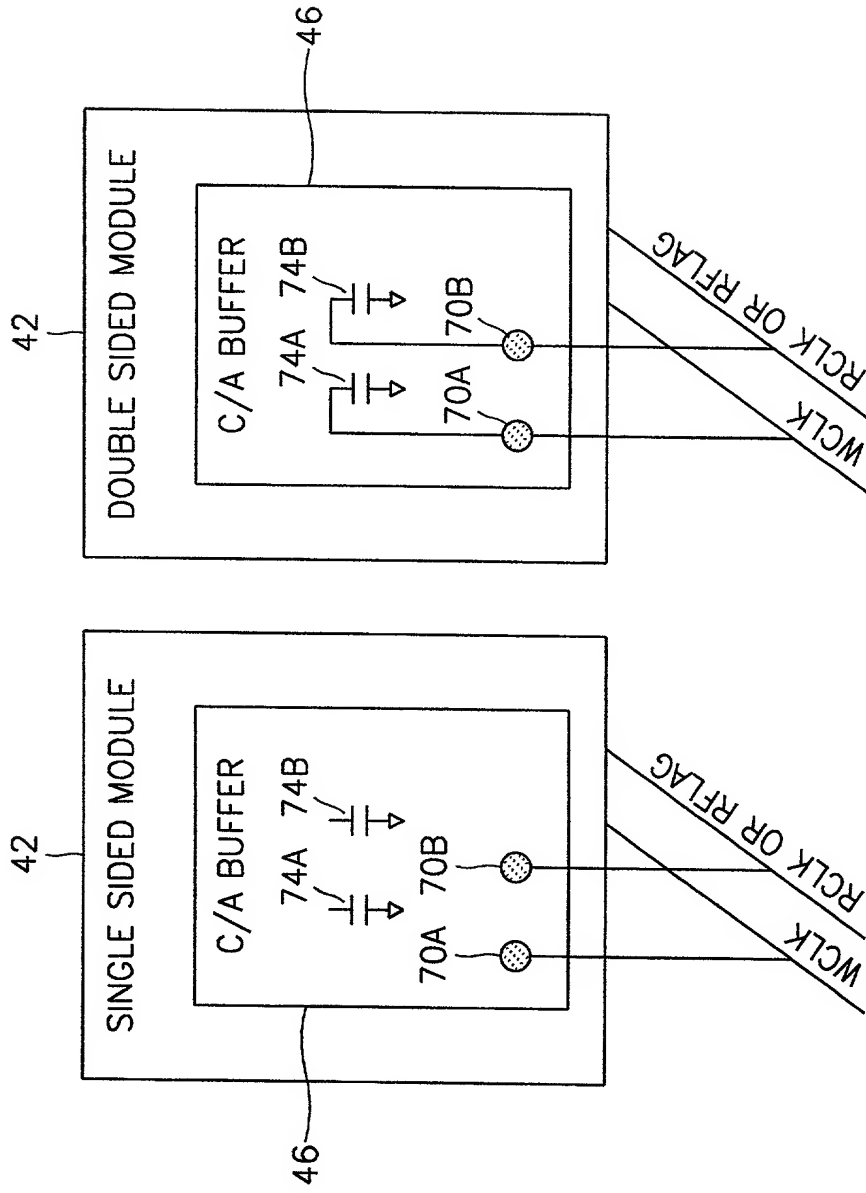 42
SINGLE SIDED MODULE
C/A BUFFER
74A 74B
70A 70B
46
WCLK
RCLK OR RFLAG
42
DOUBLE SIDED MODULE
C/A BUFFER
74A 74B
70A 70B
46
WCLK
RCLK OR RFLAG